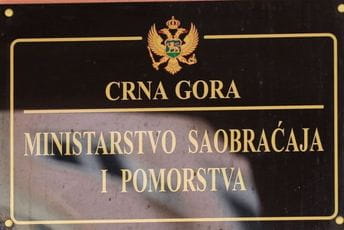 CRNA GORA
MINISTARSTVO SAOBRAĆAJA
I POMORSTVA